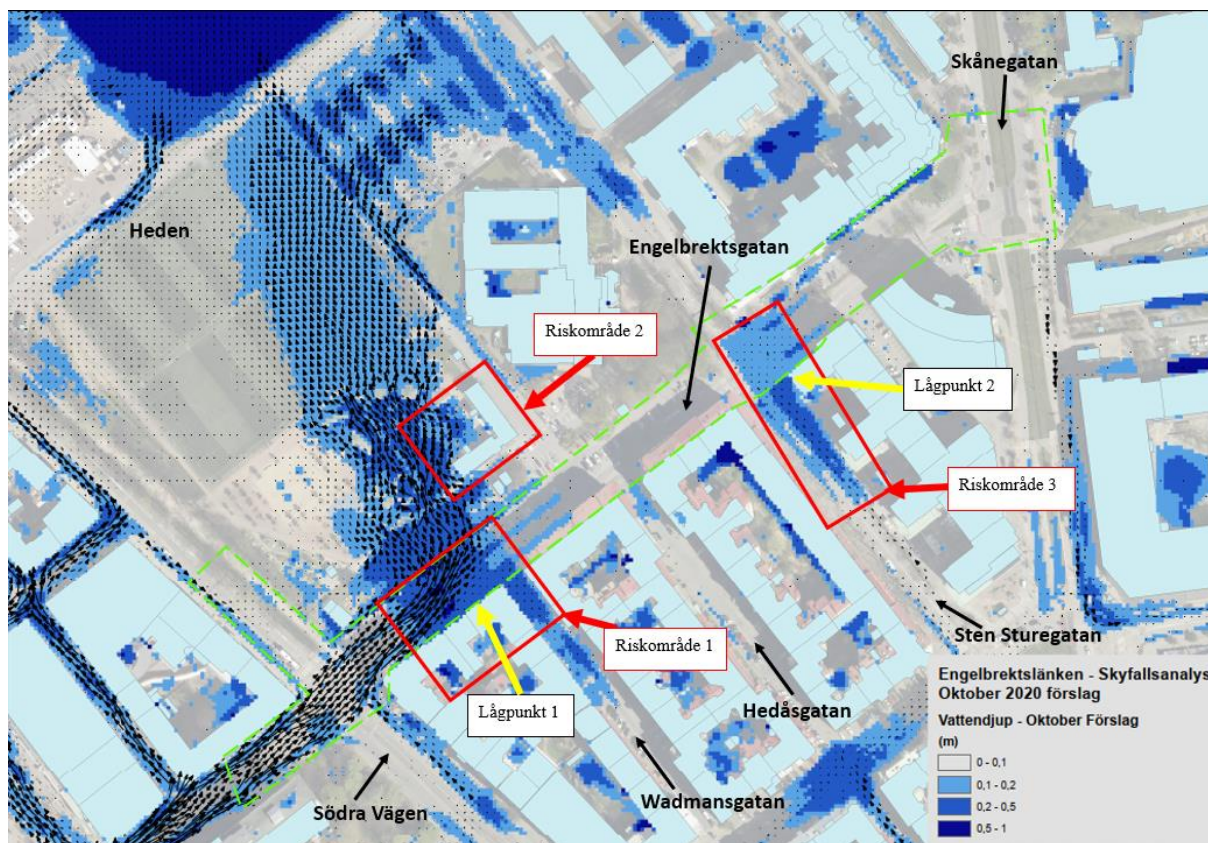 Skånegatan
Heden
Engelbrektsgatan
Riskområde 2
Lågpunkt 2
Riskområde 3
Sten Sturegatan
Riskområde 1
Lågpunkt 1
Hedåsgatan
Wadmansgatan
Södra Vägen
Engelbrektslänken - Skyfallsanalys
Oktober 2020 förslag
Vattendjup - Oktober Förslag
(m)
0 - 0,1
0,1 - 0,2
0,2 - 0,5
0,5 - 1